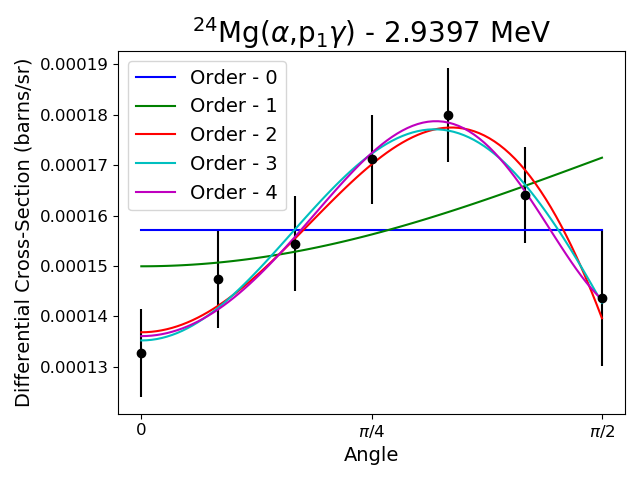 ²⁴Mg(α,p₁γ) - 2.9397 MeV
Differential Cross-Section (barns/sr)
0.00019
0.00018
0.00017
0.00016
0.00015
0.00014
0.00013
Order - 0
Order - 1
Order - 2
Order - 3
Order - 4
0
π/4
π/2
Angle